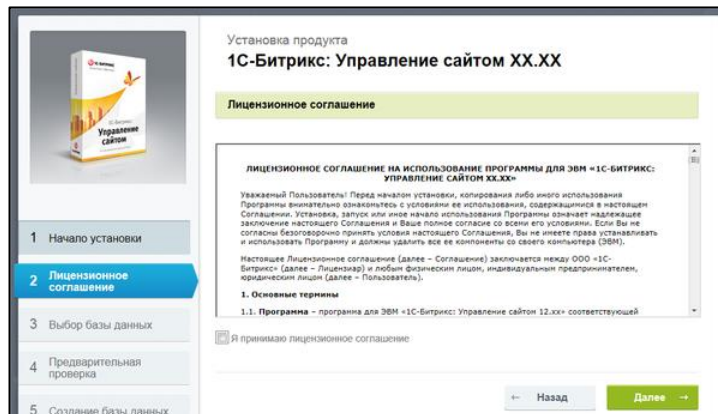 Установка продукта
1С-Битрикс: Управление сайтом XX.XX
Лицензионное соглашение
1С-БИТРИКС
1С-Битрикс
Управление
сайтом
ЛИЦЕНЗИОННОЕ СОГЛАШЕНИЕ НА ИСПОЛЬЗОВАНИЕ ПРОГРАММЫ ДЛЯ ЭВМ «1С-БИТРИКС:
УПРАВЛЕНИЕ САЙТОМ XX.XX»
Уважаемый Пользователь! Перед началом установки, копирования либо иного использования
Программы внимательно ознакомьтесь с условиями ее использования, содержащимися в настоящем
Соглашении. Установка, запуск или иное начало использования Программы означает надлежащее
заключение настоящего Соглашения и Ваше полное согласие со всеми его условиями. Если Вы не
согласны безоговорочно принять условия настоящего Соглашения, Вы не имеете права устанавливать
и использовать Программу и должны удалить все ее компоненты со своего компьютера (ЭВМ).
Настоящее Лицензионное соглашение (далее – Соглашение) заключается между ООО «1С-
Битрикс» (далее – Лицензиар) и любым физическим лицом, индивидуальным предпринимателем,
юридическим лицом (далее – Пользователь).
1. Основные термины
1.1. Программа – программа для ЭВМ «1С-Битрикс: Управление сайтом 12.xx» соответствующей
Я принимаю лицензионное соглашение
1 Начало установки
2 Лицензионное
соглашение
3 Выбор базы данных
4 Предварительная
проверка
5 Создание базы данных
← Назад
Далее →